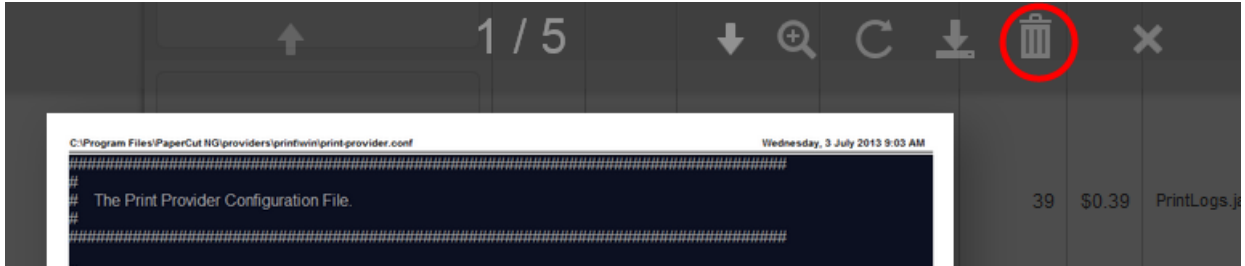 1 / 5
C:\Program Files\PaperCut NG\providers\print\win\print-provider.conf
Wednesday, 3 July 2013 9:03 AM
################################################################################
#
# The Print Provider Configuration File.
#
################################################################################
39 $0.39 PrintLogs.ja